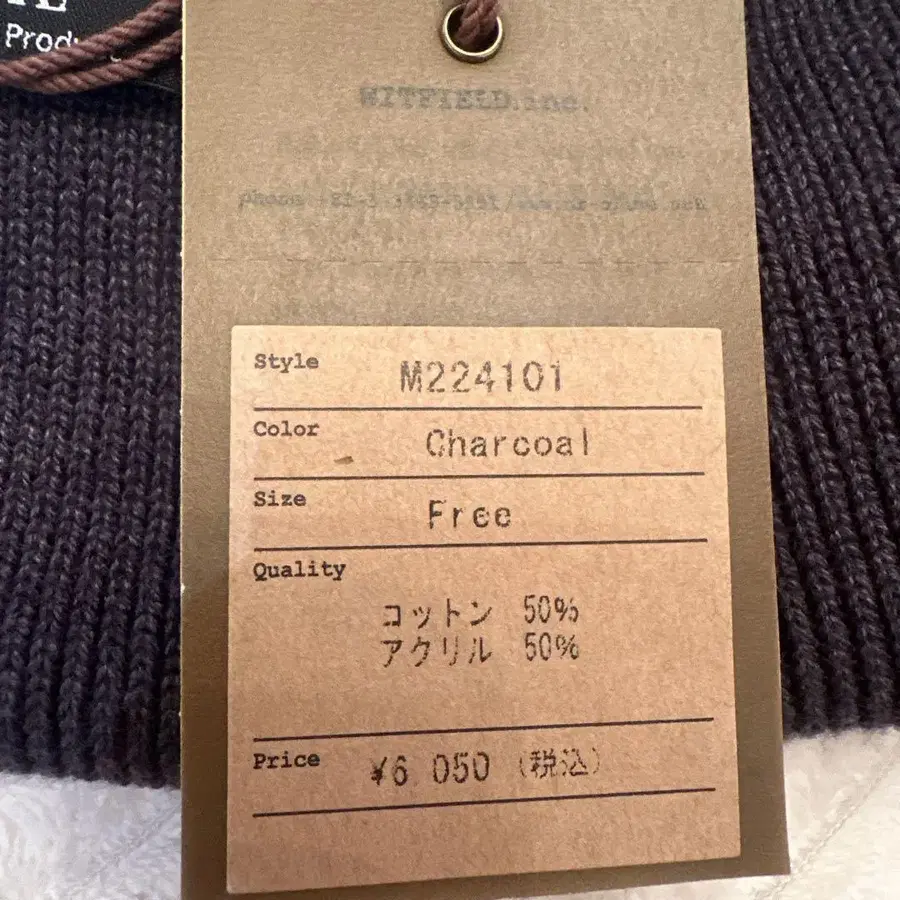 Prod
WITFIELD.inc.
Style M224101
Color Charcoal
Size Free
Quality
コットン 50%
アクリル 50%
Price ¥6 050 (税込)